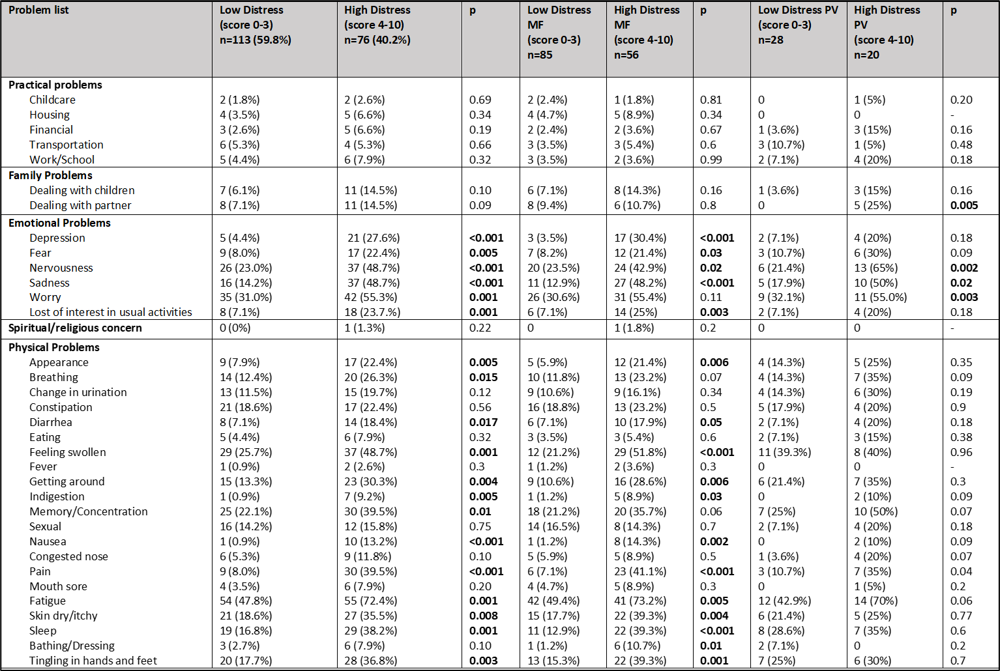 Problem list | Low Distress (score 0-3) n=113 (59.8%) | High Distress (score 4-10) n=76 (40.2%) | p | Low Distress MF (score 0-3) n=85 | High Distress MF (score 4-10) n=56 | p | Low Distress PV (score 0-3) n=28 | High Distress PV (score 4-10) n=20 | p
Practical problems
Childcare | 2 (1.8%) | 2 (2.6%) | 0.69 | 2 (2.4%) | 1 (1.8%) | 0.81 | 0 | 1 (5%) | 0.20
Housing | 4 (3.5%) | 5 (6.6%) | 0.34 | 4 (4.7%) | 5 (8.9%) | 0.34 | 0 | 0 | -
Financial | 3 (2.6%) | 5 (6.6%) | 0.19 | 2 (2.4%) | 2 (3.6%) | 0.67 | 1 (3.6%) | 3 (15%) | 0.16
Transportation | 6 (5.3%) | 4 (5.3%) | 0.66 | 3 (3.5%) | 3 (5.4%) | 0.6 | 3 (10.7%) | 1 (5%) | 0.48
Work/School | 5 (4.4%) | 6 (7.9%) | 0.32 | 3 (3.5%) | 2 (3.6%) | 0.99 | 2 (7.1%) | 4 (20%) | 0.18
Family Problems
Dealing with children | 7 (6.1%) | 11 (14.5%) | 0.10 | 6 (7.1%) | 8 (14.3%) | 0.16 | 1 (3.6%) | 3 (15%) | 0.16
Dealing with partner | 8 (7.1%) | 11 (14.5%) | 0.09 | 8 (9.4%) | 6 (10.7%) | 0.8 | 0 | 5 (25%) | 0.005
Emotional Problems
Depression | 5 (4.4%) | 21 (27.6%) | <0.001 | 3 (3.5%) | 17 (30.4%) | <0.001 | 2 (7.1%) | 4 (20%) | 0.18
Fear | 9 (8.0%) | 17 (22.4%) | 0.005 | 7 (8.2%) | 12 (21.4%) | 0.03 | 3 (10.7%) | 6 (30%) | 0.09
Nervousness | 26 (23.0%) | 37 (48.7%) | <0.001 | 20 (23.5%) | 24 (42.9%) | 0.02 | 6 (21.4%) | 13 (65%) | 0.002
Sadness | 16 (14.2%) | 37 (48.7%) | <0.001 | 11 (12.9%) | 27 (48.2%) | <0.001 | 5 (17.9%) | 10 (50%) | 0.02
Worry | 35 (31.0%) | 42 (55.3%) | 0.001 | 26 (30.6%) | 31 (55.4%) | 0.11 | 9 (32.1%) | 11 (55.0%) | 0.003
Lost of interest in usual activities | 8 (7.1%) | 18 (23.7.%) | 0.001 | 6 (7.1%) | 14 (25%) | 0.003 | 2 (7.1%) | 4 (20%) | 0.18
Spiritual/religious concern | 0 (0%) | 1 (1.3%) | 0.22 | 0 | 1 (1.8%) | 0.2 | 0 | 0 | -
Physical Problems
Appearance | 9 (7.9%) | 17 (22.4%) | 0.005 | 5 (5.9%) | 12 (21.4%) | 0.006 | 4 (14.3%) | 5 (25%) | 0.35
Breathing | 14 (12.4%) | 20 (26.3%) | 0.015 | 10 (11.8%) | 13 (23.2%) | 0.07 | 4 (14.3%) | 7 (35%) | 0.09
Change in urination | 13 (11.5%) | 15 (19.7%) | 0.12 | 9 (10.6%) | 9 (16.1%) | 0.34 | 4 (14.3%) | 6 (30%) | 0.19
Constipation | 21 (18.6%) | 17 (22.4%) | 0.56 | 16 (18.8%) | 13 (23.2%) | 0.5 | 5 (17.9%) | 4 (20%) | 0.9
Diarrhea | 8 (7.1%) | 14 (18.4%) | 0.017 | 6 (7.1%) | 10 (17.9%) | 0.05 | 2 (7.1%) | 4 (20%) | 0.18
Eating | 5 (4.4%) | 6 (7.9%) | 0.32 | 3 (3.5%) | 3 (5.4%) | 0.6 | 2 (7.1%) | 3 (15%) | 0.38
Feeling swollen | 29 (25.7%) | 37 (48.7%) | 0.001 | 12 (21.2%) | 29 (51.8%) | <0.001 | 11 (39.3%) | 8 (40%) | 0.96
Fever | 1 (0.9%) | 2 (2.6%) | 0.3 | 1 (1.2%) | 2 (3.6%) | 0.3 | 0 | 0 | -
Getting around | 15 (13.3%) | 23 (30.3%) | 0.004 | 9 (10.6%) | 16 (28.6%) | 0.006 | 6 (21.4%) | 7 (35%) | 0.3
Indigestion | 1 (0.9%) | 7 (9.2%) | 0.005 | 1 (1.2%) | 5 (8.9%) | 0.03 | 0 | 2 (10%) | 0.09
Memory/Concentration | 25 (22.1%) | 30 (39.5%) | 0.01 | 18 (21.2%) | 20 (35.7%) | 0.06 | 7 (25%) | 10 (50%) | 0.07
Sexual | 16 (14.2%) | 12 (15.8%) | 0.75 | 14 (16.5%) | 8 (14.3%) | 0.7 | 2 (7.1%) | 4 (20%) | 0.18
Nausea | 1 (0.9%) | 10 (13.2%) | <0.001 | 1 (1.2%) | 8 (14.3%) | 0.002 | 0 | 2 (10%) | 0.09
Congested nose | 6 (5.3%) | 9 (11.8%) | 0.10 | 5 (5.9%) | 5 (8.9%) | 0.5 | 1 (3.6%) | 4 (20%) | 0.07
Pain | 9 (8.0%) | 30 (39.5%) | <0.001 | 6 (7.1%) | 23 (41.1%) | <0.001 | 3 (10.7%) | 7 (35%) | 0.04
Mouth sore | 4 (3.5%) | 6 (7.9%) | 0.20 | 4 (4.7%) | 5 (8.9%) | 0.3 | 0 | 1 (5%) | 0.2
Fatigue | 54 (47.8%) | 55 (72.4%) | 0.001 | 42 (49.4%) | 41 (73.2%) | 0.005 | 12 (42.9%) | 14 (70%) | 0.06
Skin dry/itchy | 21 (18.6%) | 27 (35.5%) | 0.008 | 15 (17.7%) | 22 (39.3%) | 0.004 | 6 (21.4%) | 5 (25%) | 0.77
Sleep | 19 (16.8%) | 29 (38.2%) | 0.001 | 11 (12.9%) | 22 (39.3%) | <0.001 | 8 (28.6%) | 7 (35%) | 0.6
Bathing/Dressing | 3 (2.7%) | 6 (7.9%) | 0.10 | 1 (1.2%) | 6 (10.7%) | 0.01 | 2 (7.1%) | 0 | 0.2
Tingling in hands and feet | 20 (17.7%) | 28 (36.8%) | 0.003 | 13 (15.3%) | 22 (39.3%) | 0.001 | 7 (25%) | 6 (30%) | 0.7